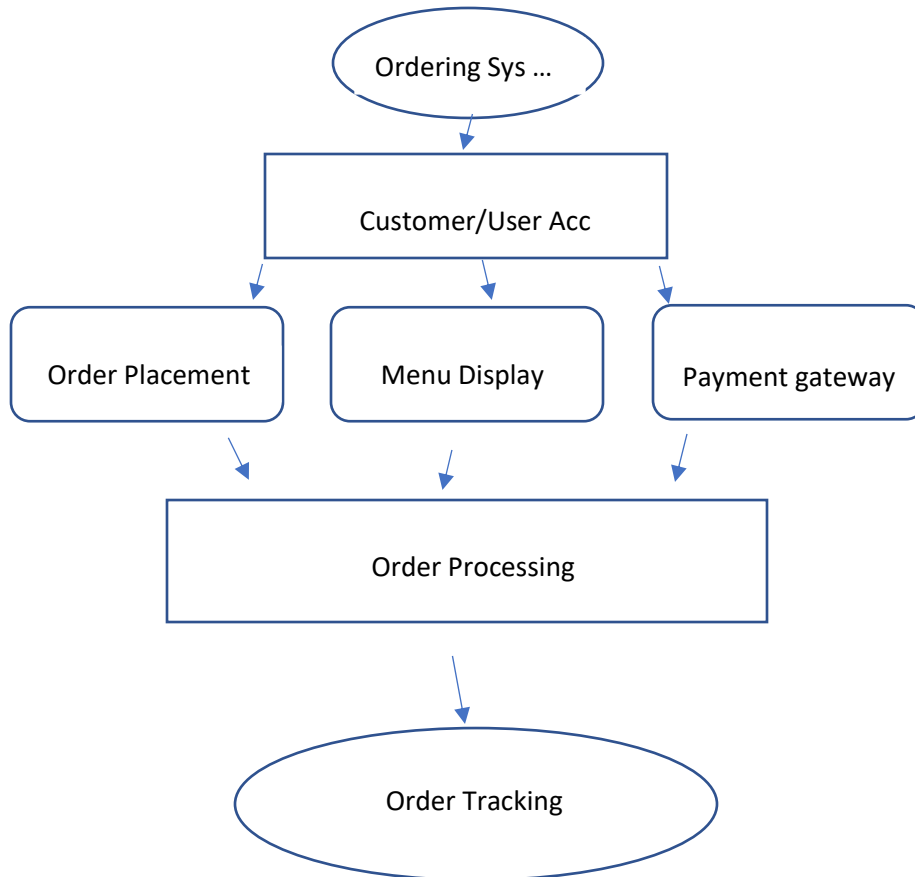 Ordering Sys ...
Customer/User Acc
Order Placement
Menu Display
Payment gateway
Order Processing
Order Tracking